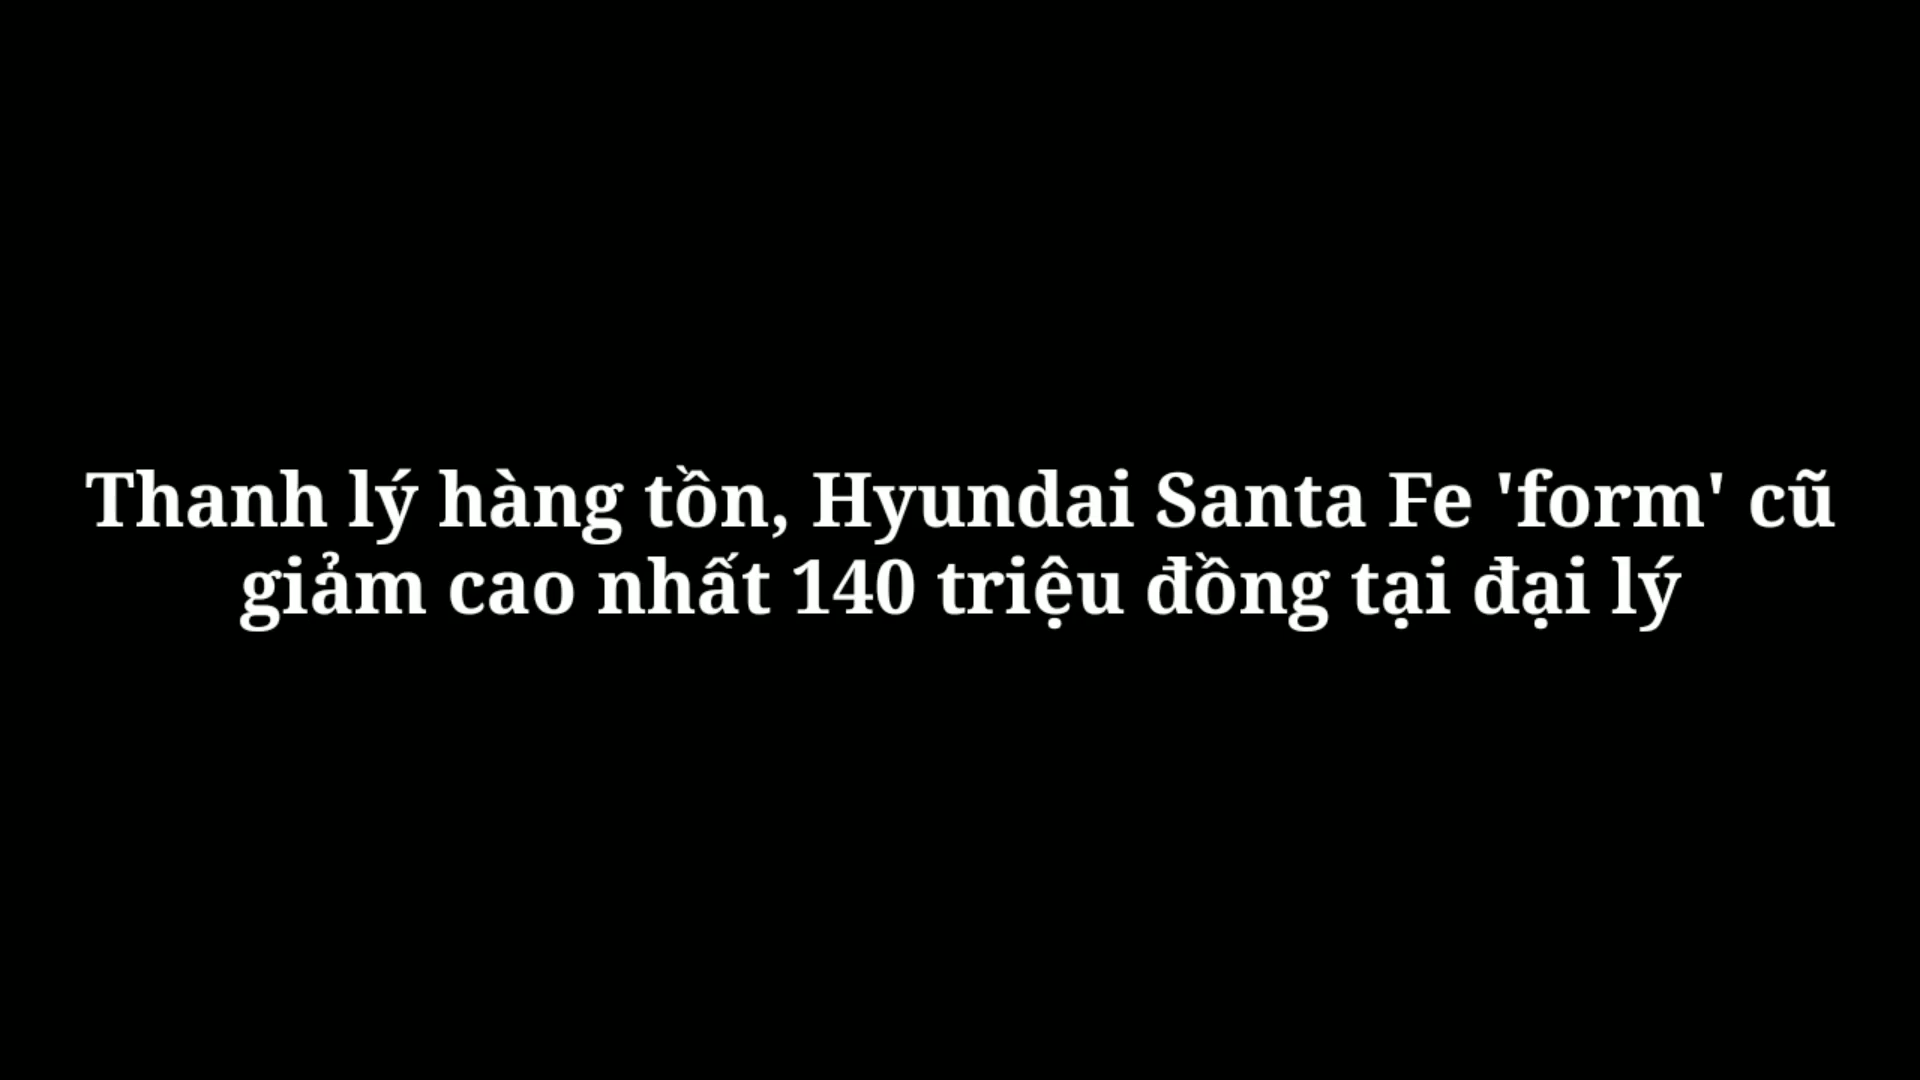 Thanh lý hàng tồn, Hyundai Santa Fe 'form' cũ
giảm cao nhất 140 triệu đồng tại đại lý